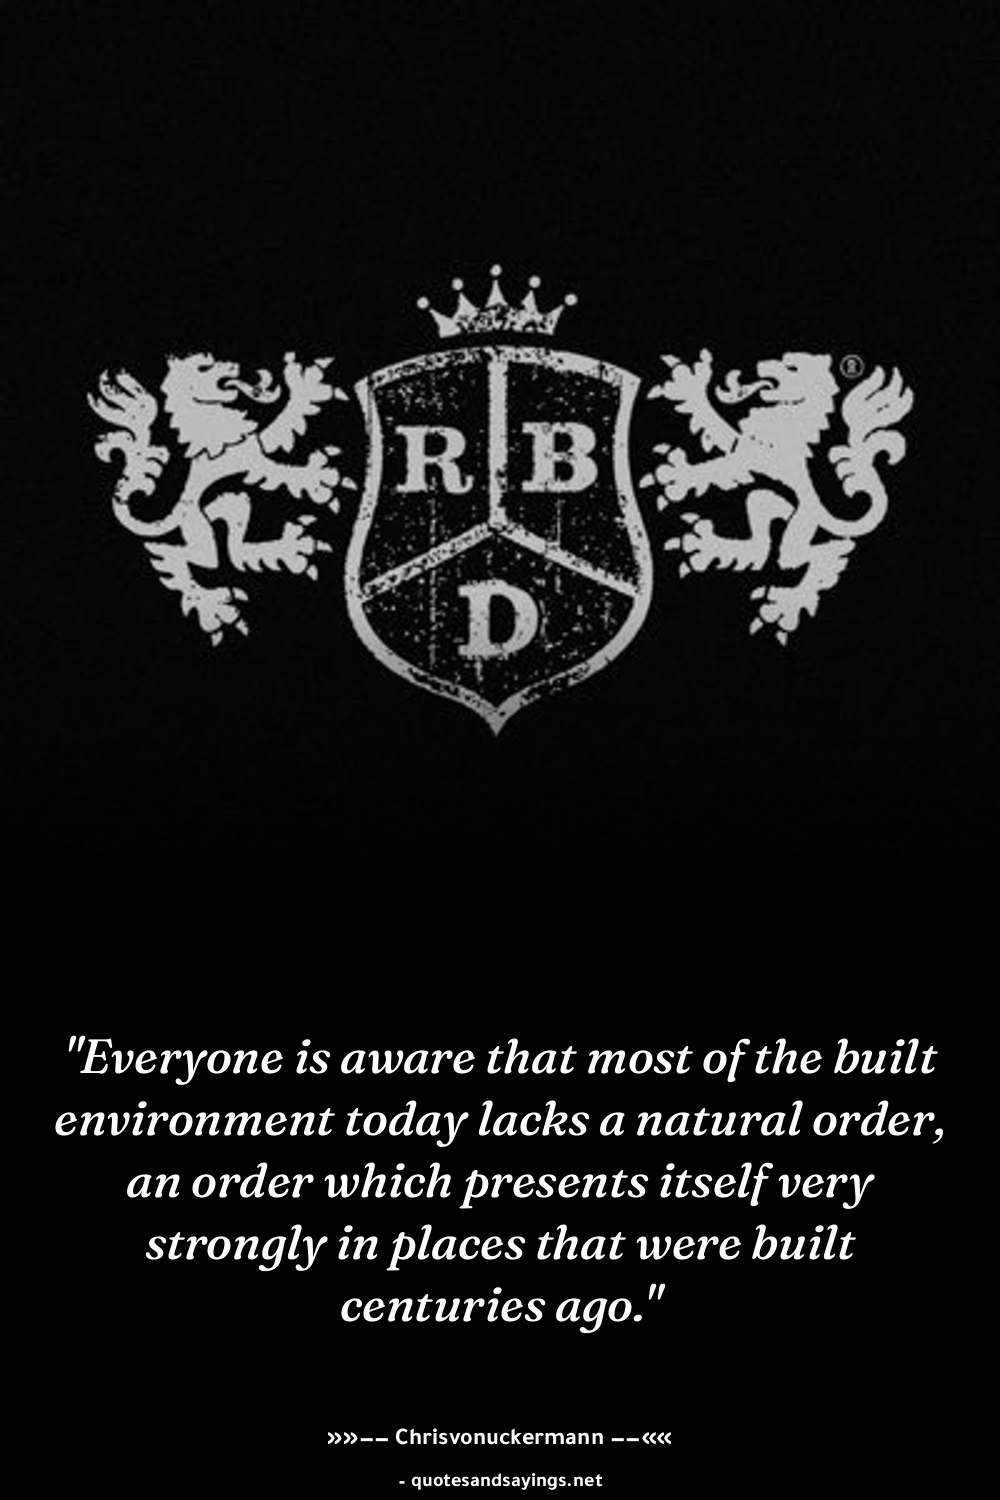 ®
R B
D
"Everyone is aware that most of the built
environment today lacks a natural order,
an order which presents itself very
strongly in places that were built
centuries ago."
»»−− Chrisvonuckermann −−««
- quotesandsayings.net